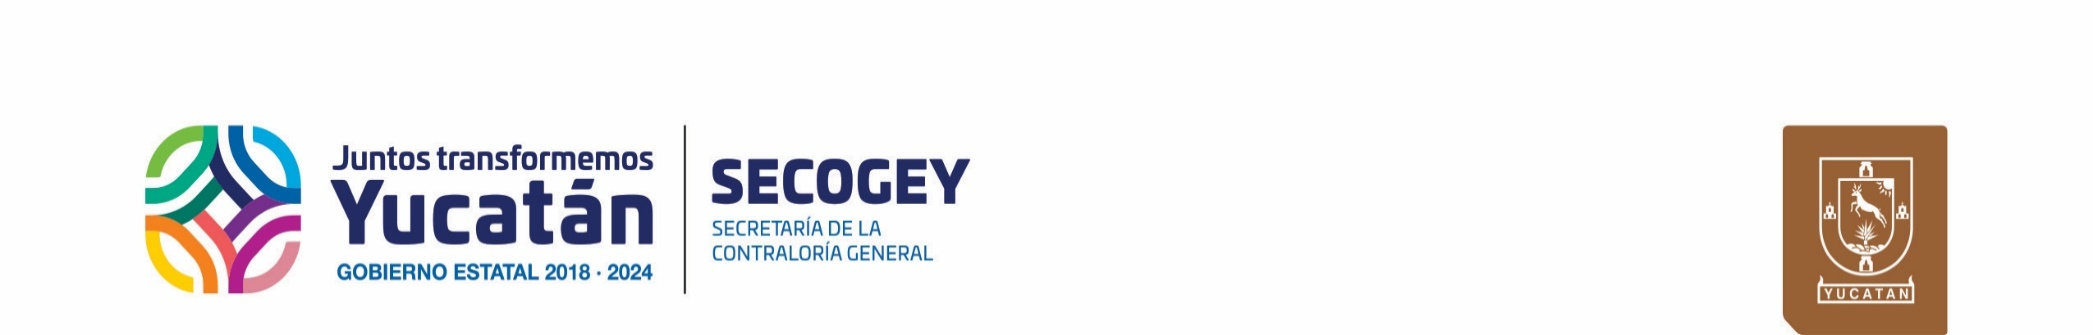 Juntos transformemos
Yucatán
GOBIERNO ESTATAL 2018 · 2024
SECOGEY
SECRETARÍA DE LA
CONTRALORÍA GENERAL
YUCATAN